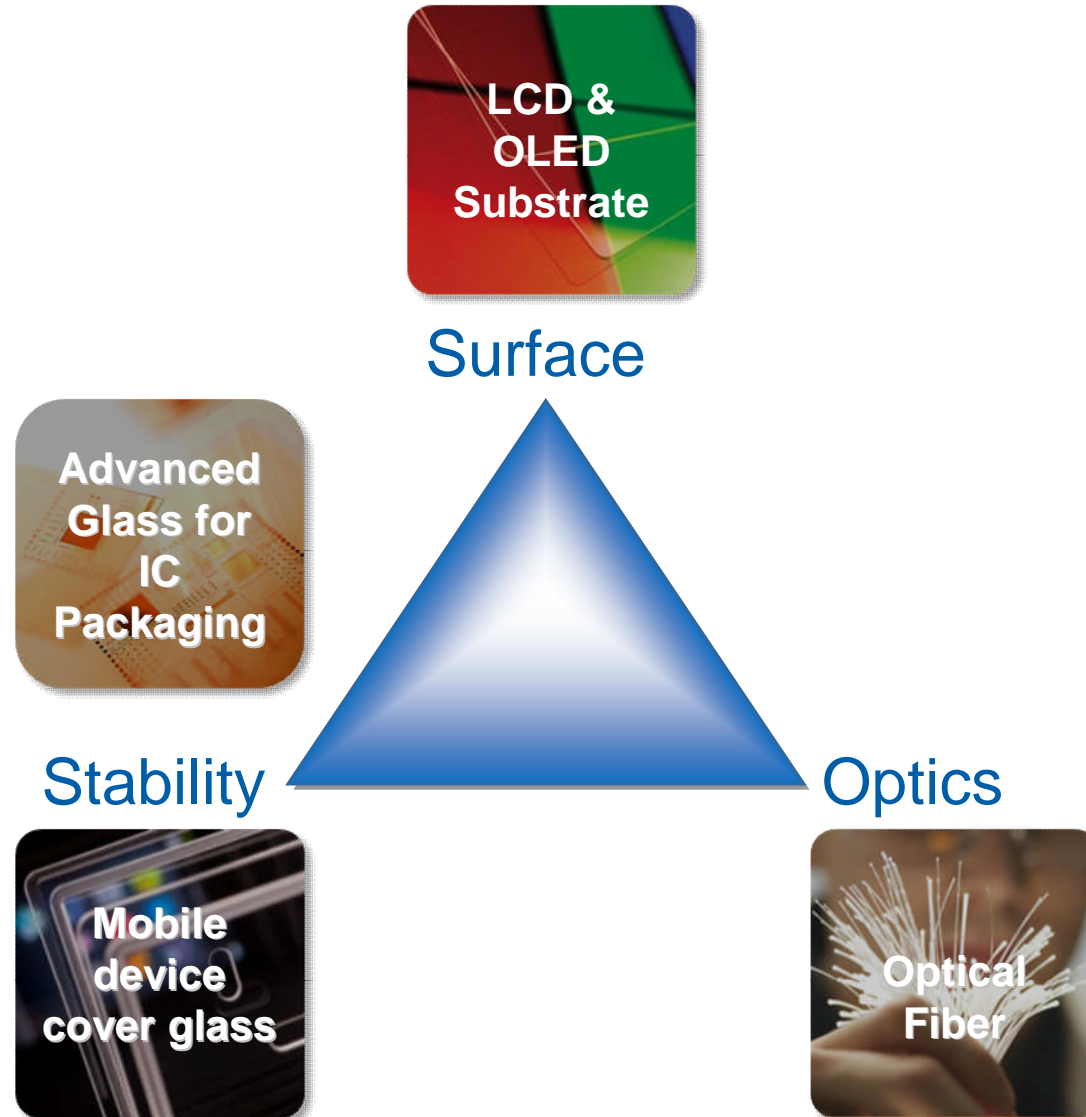 LCD &
OLED
Substrate
Surface
Advanced
Glass for
IC
Packaging
Stability
Optics
Mobile
device
cover glass
Optical
Fiber